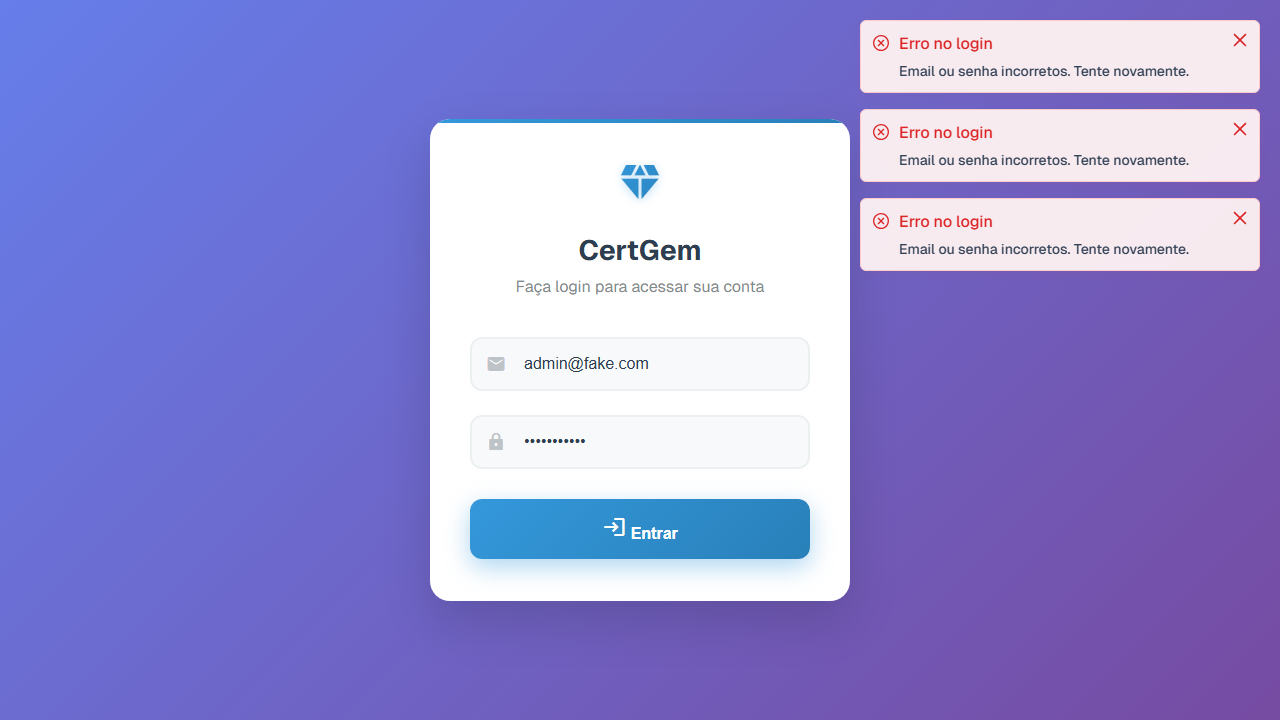 Erro no login
Email ou senha incorretos. Tente novamente.
Erro no login
Email ou senha incorretos. Tente novamente.
Erro no login
Email ou senha incorretos. Tente novamente.
CertGem
Faça login para acessar sua conta
admin@fake.com
•••••••••••
Entrar